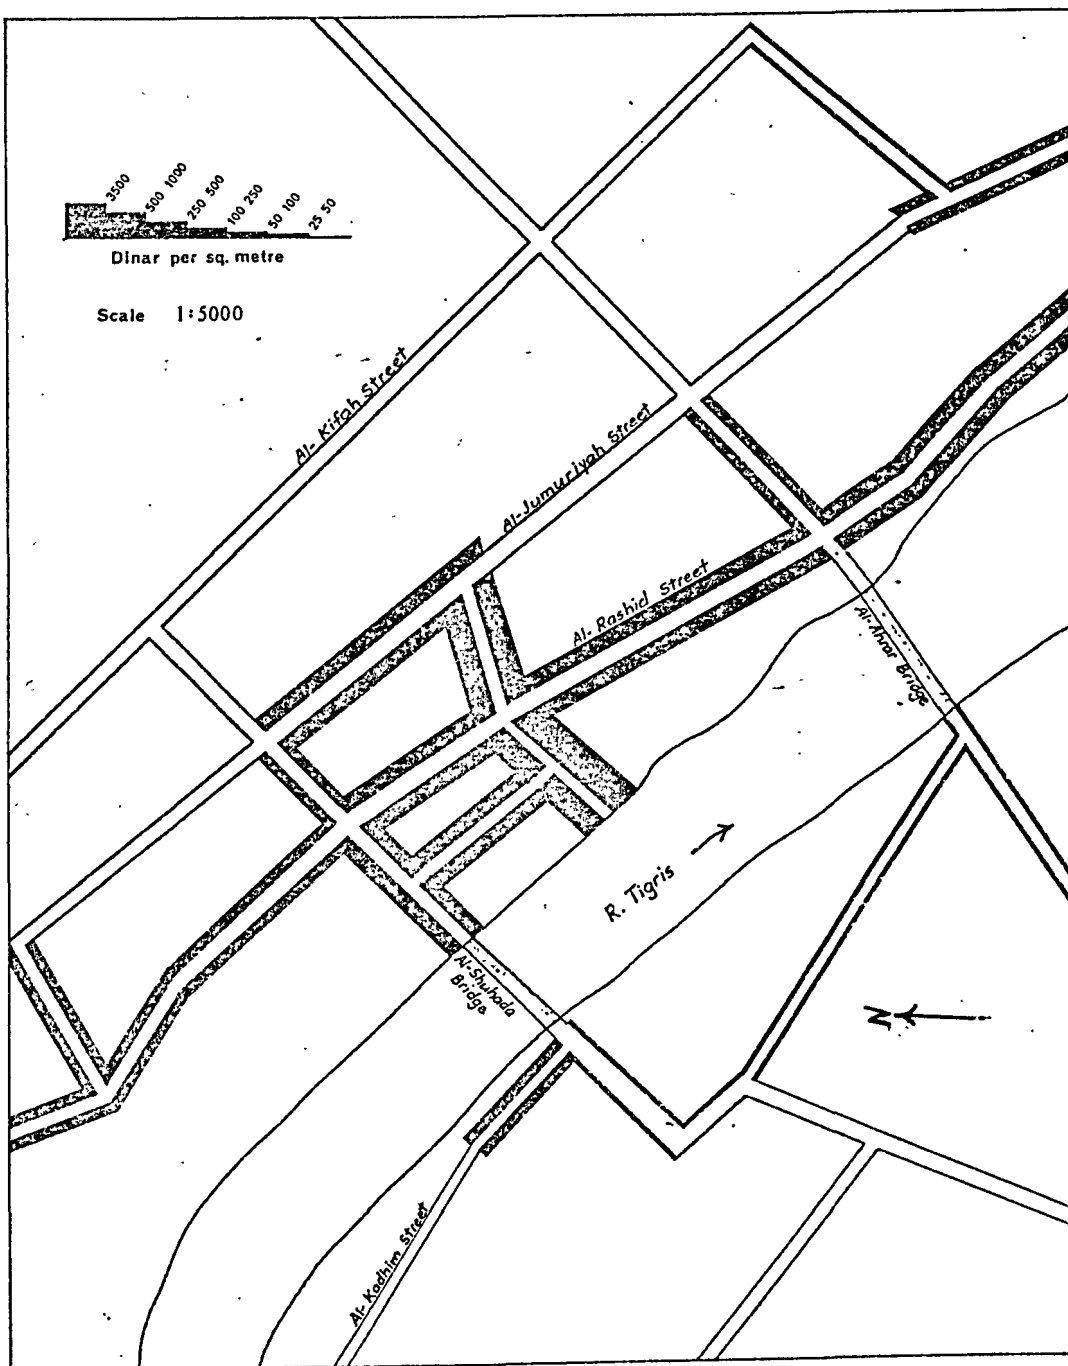 3500
500 1000
250 500
100 250
50 100
25 50
Dinar per sq. metre
Scale 1:5000
Al-Kifah Street
Al-Jumuriyah Street
Al-Rashid Street
Al-Ahrar Bridge
R. Tigris
Al-Shuhada
Bridge
N
Al-Kadhim Street